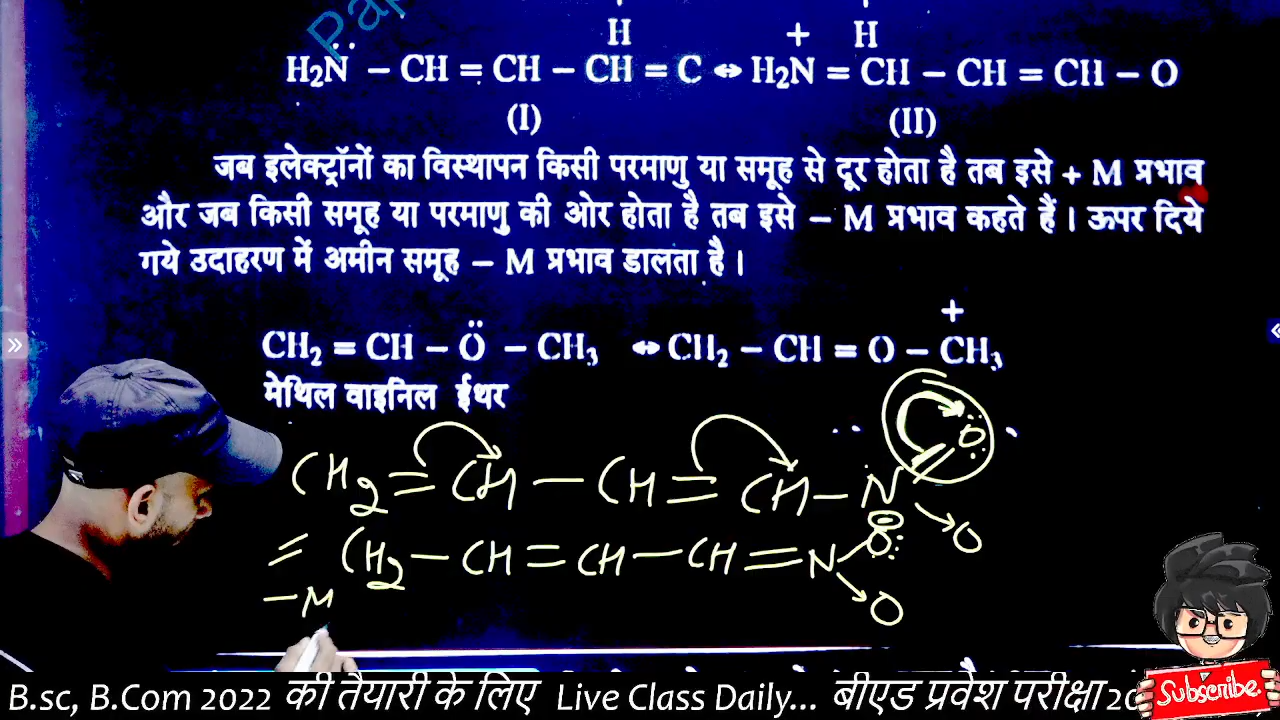 Pap
H + H
H₂N̈ – CH = CH – CH = C ↔ H₂N = CH – CH = CH – O
(I) (II)
जब इलेक्ट्रॉनों का विस्थापन किसी परमाणु या समूह से दूर होता है तब इसे + M प्रभाव
और जब किसी समूह या परमाणु की ओर होता है तब इसे – M प्रभाव कहते हैं। ऊपर दिये
गये उदाहरण में अमीन समूह – M प्रभाव डालता है।
+
CH₂ = CH – Ö – CH₃ ↔ CH₂ – CH = O – CH₃
मेथिल वाइनिल ईथर
O
CH₂ = CH – CH = CH – N
→ O
= CH₂ – CH = CH – CH = N – O
→ O
– M
B.sc, B.Com 2022 की तैयारी के लिए Live Class Daily... बीएड प्रवेश परीक्षा 20
Subscribe